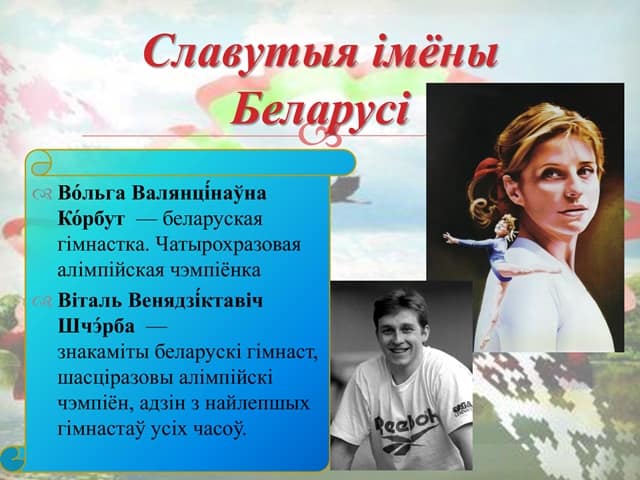 Славутыя імёны
Беларусі
Во́льга Валянці́наўна
Ко́рбут — беларуская
гімнастка. Чатырохразовая
алімпійская чэмпіёнка
Віталь Венядзі́ктавіч
Шчэ́рба —
знакаміты беларускі гімнаст,
шасціразовы алімпійскі
чэмпіён, адзін з найлепшых
гімнастаў усіх часоў.
Reebok